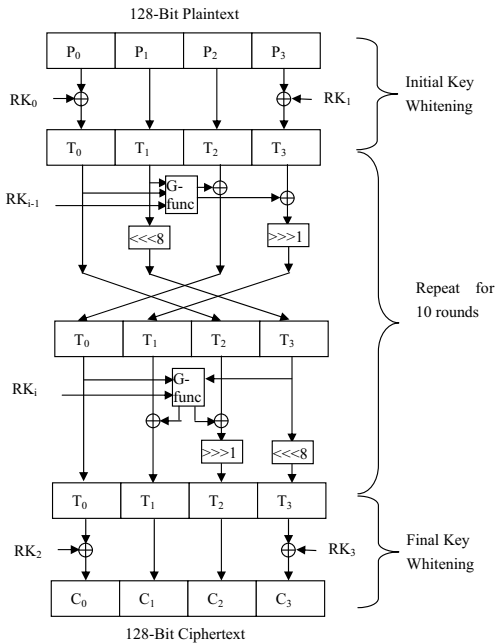 128-Bit Plaintext
P0 P1 P2 P3
RK0 RK1
Initial Key
Whitening
T0 T1 T2 T3
G-
func
RKi-1
<<<8 >>>1
Repeat for
10 rounds
T0 T1 T2 T3
G-
func
RKi
>>>1 <<<8
T0 T1 T2 T3
RK2 RK3
Final Key
Whitening
C0 C1 C2 C3
128-Bit Ciphertext